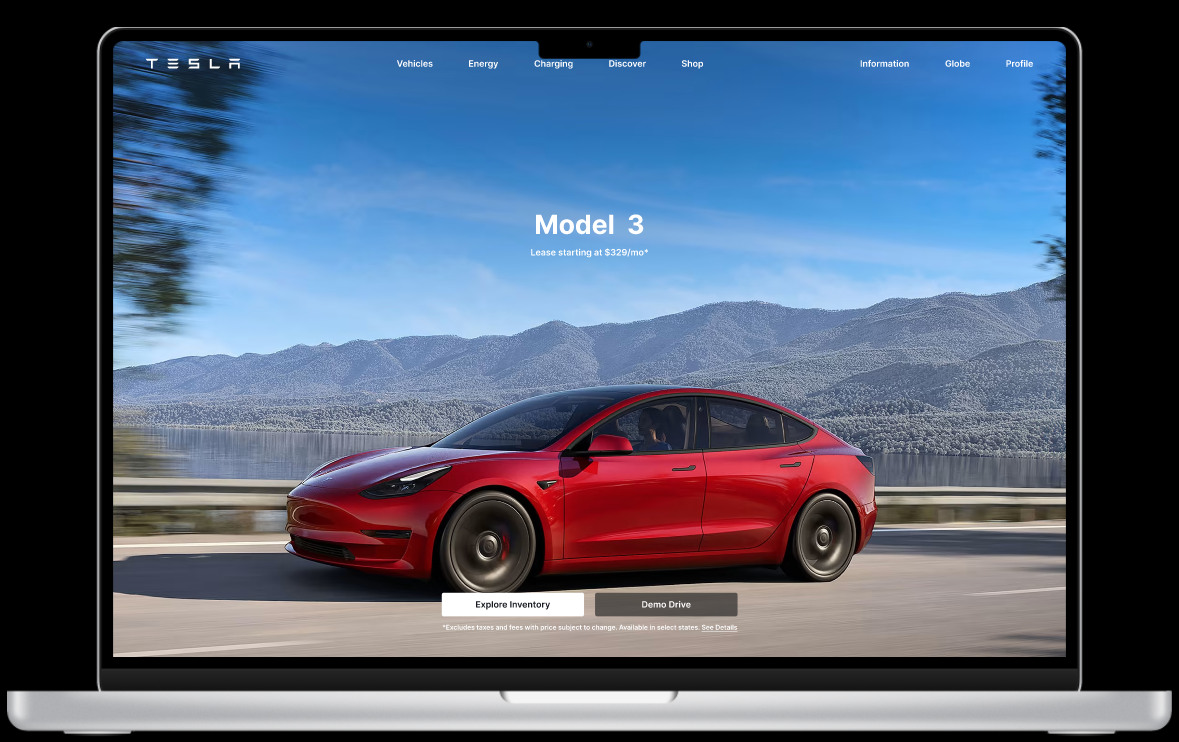 TESLA Vehicles Energy Charging Discover Shop Information Globe Profile
Model 3
Lease starting at $329/mo*
Explore Inventory Demo Drive
*Excludes taxes and fees with price subject to change. Available in select states. See Details